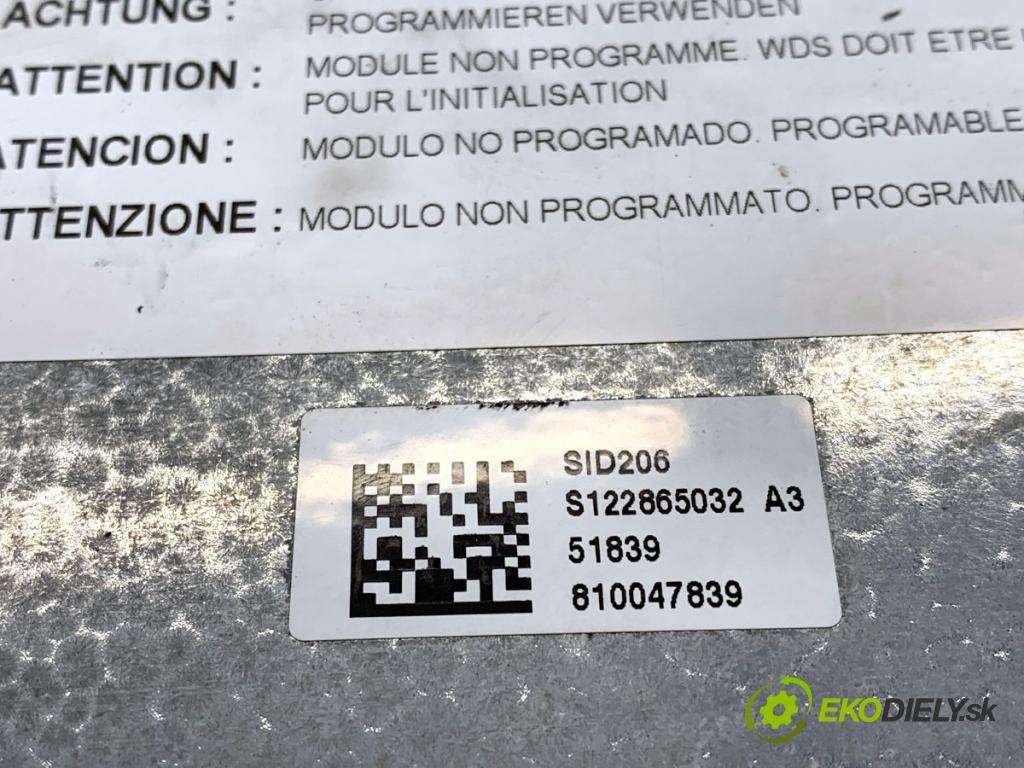 ACHTUNG :
PROGRAMMIEREN VERWENDEN
ATTENTION :
MODULE NON PROGRAMME. WDS DOIT ETRE
POUR L'INITIALISATION
ATENCION :
MODULO NO PROGRAMADO. PROGRAMABLE
TTENZIONE :
MODULO NON PROGRAMMATO. PROGRAMM
SID206
S122865032 A3
51839
810047839
EKODIELY.sk